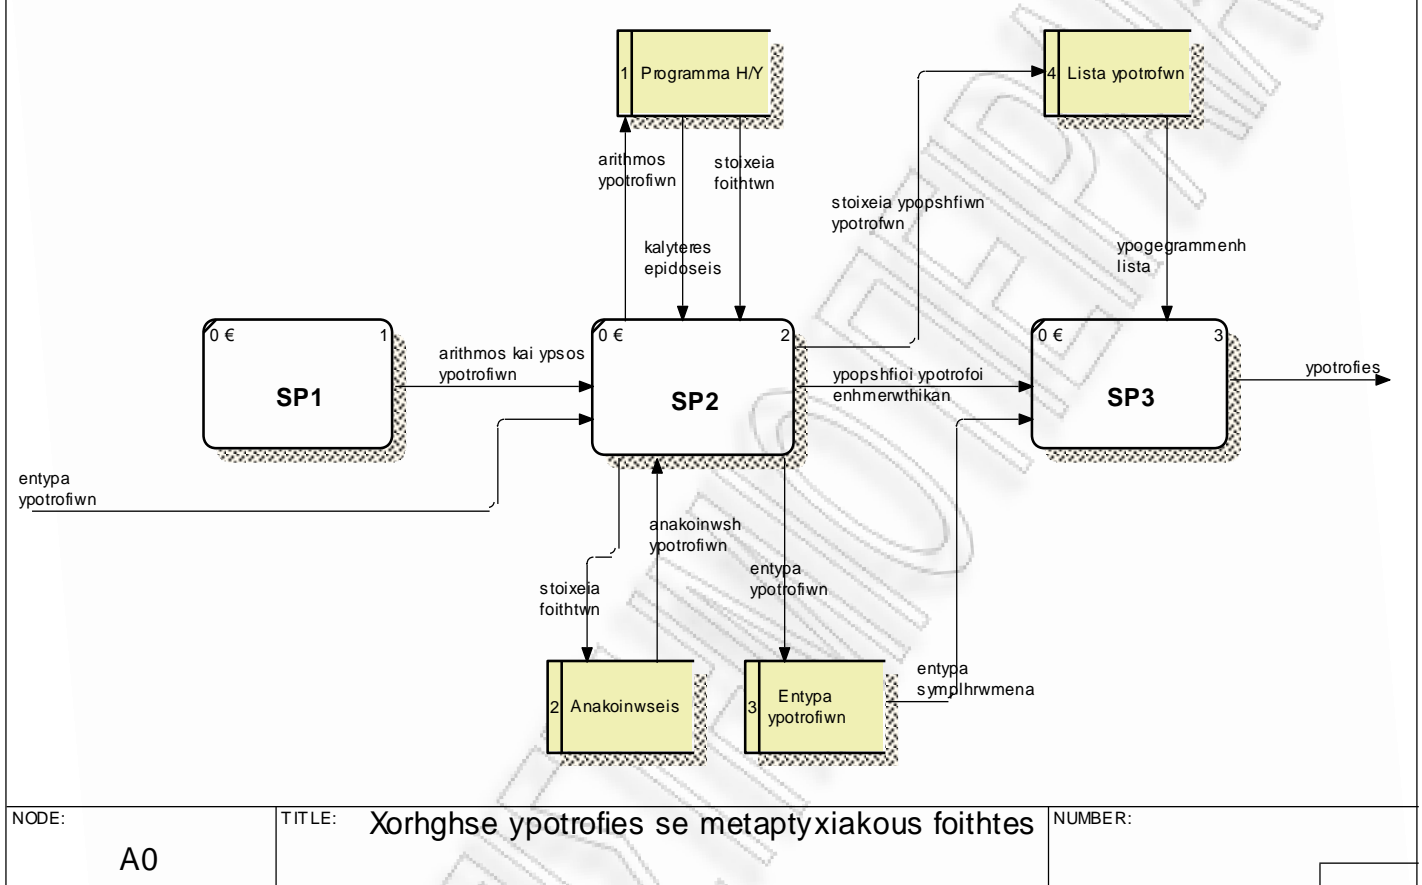 1
Programma H/Y
4
Lista ypotrofwn
arithmos
ypotrofiwn
stoixeia
foithtwn
stoixeia ypopshfiwn
ypotrofwn
kalyteres
epidoseis
ypogegrammenh
lista
0 €
1
SP1
arithmos kai ypsos
ypotrofiwn
0 €
2
SP2
ypopshfioi ypotrofoi
enhmerwthikan
0 €
3
SP3
ypotrofies
entypa
ypotrofiwn
anakoinwsh
ypotrofiwn
stoixeia
foithtwn
entypa
ypotrofiwn
entypa
symplhrwmena
2
Anakoinwseis
3
Entypa
ypotrofiwn
NODE:
A0
TITLE:
Xorhghse ypotrofies se metaptyxiakous foithtes
NUMBER: